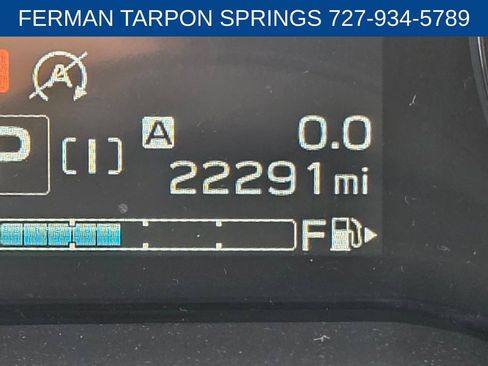 FERMAN TARPON SPRINGS 727-934-5789
A
P [I] A 0.0
22291 mi
F